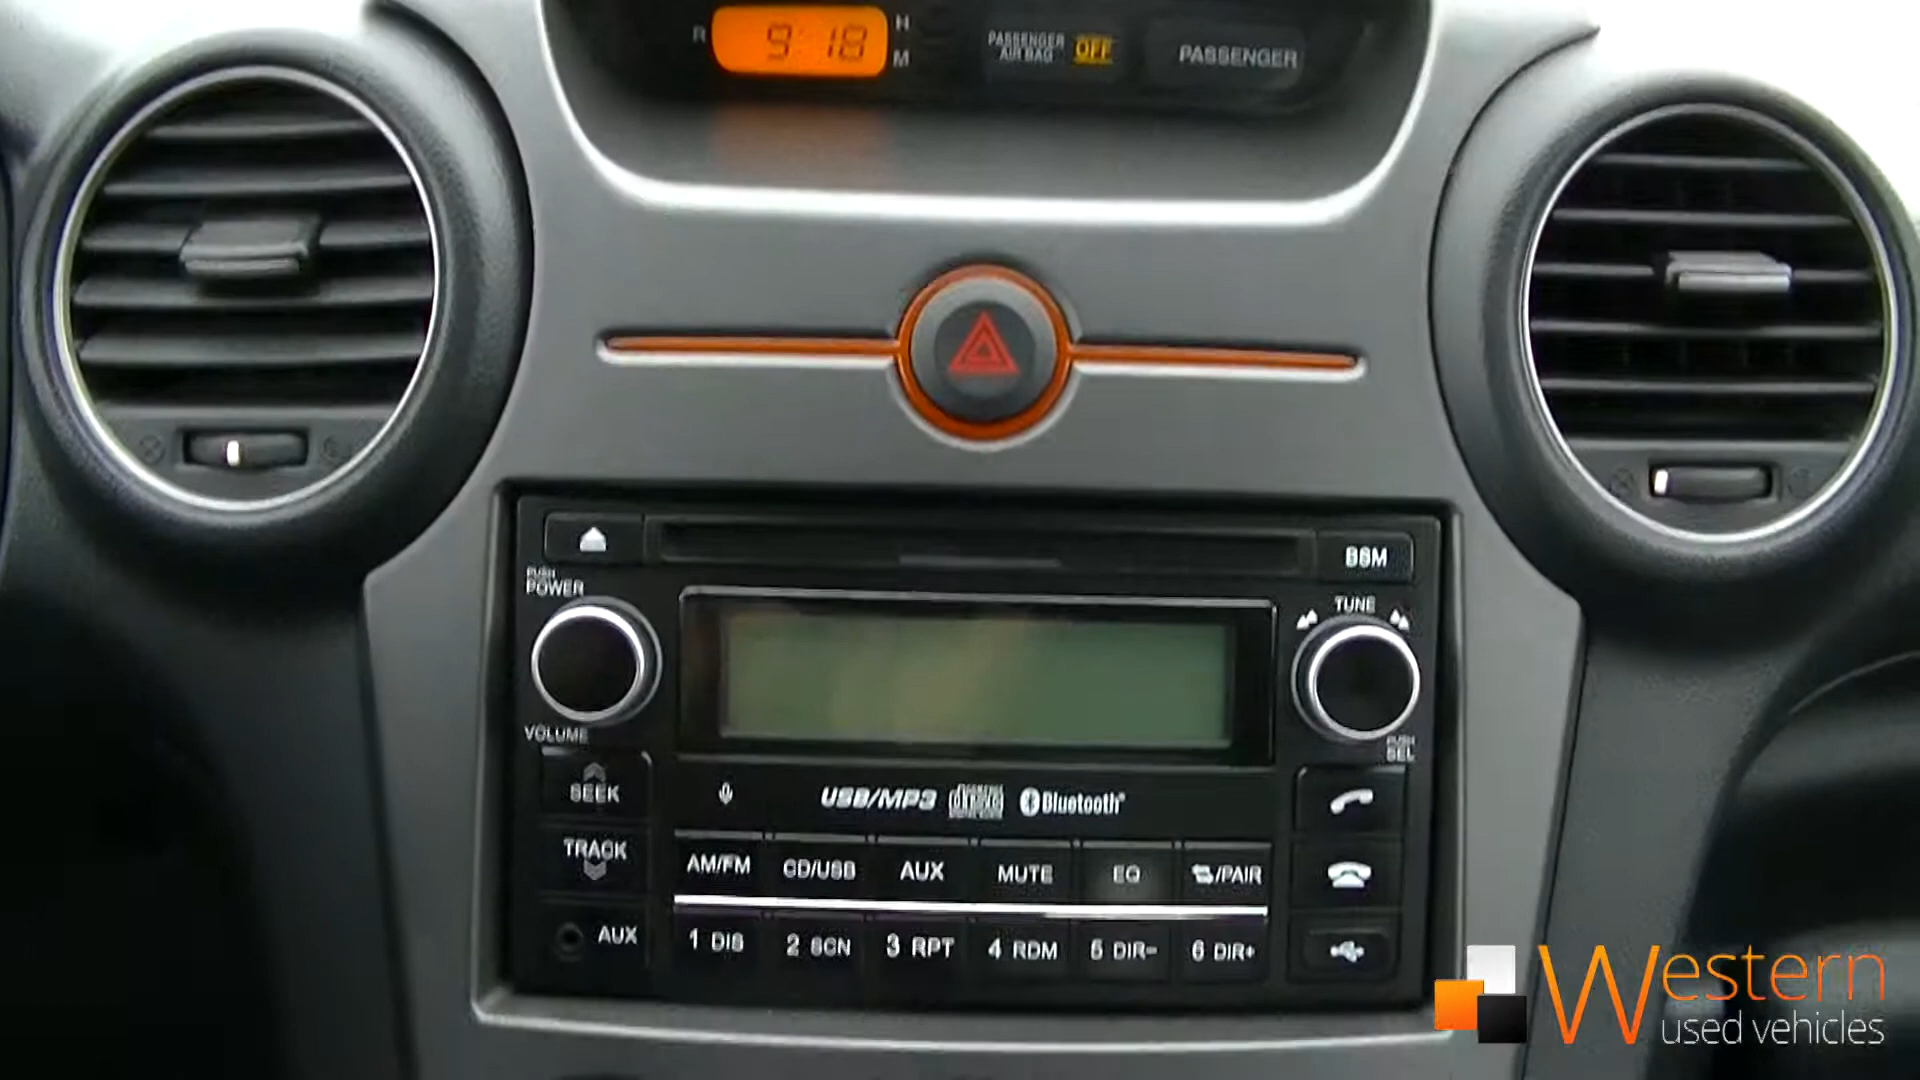 R 9:18 H
M
PASSENGER
AIR BAG OFF
PASSENGER
BSM
PUSH
POWER
TUNE
VOLUME
PUSH
SEL
SEEK
TRACK
AUX
USB/MP3
Bluetooth
AM/FM CD/USB AUX MUTE EQ /PAIR
1 DIS 2 SCN 3 RPT 4 RDM 5 DIR- 6 DIR+
Western
used vehicles